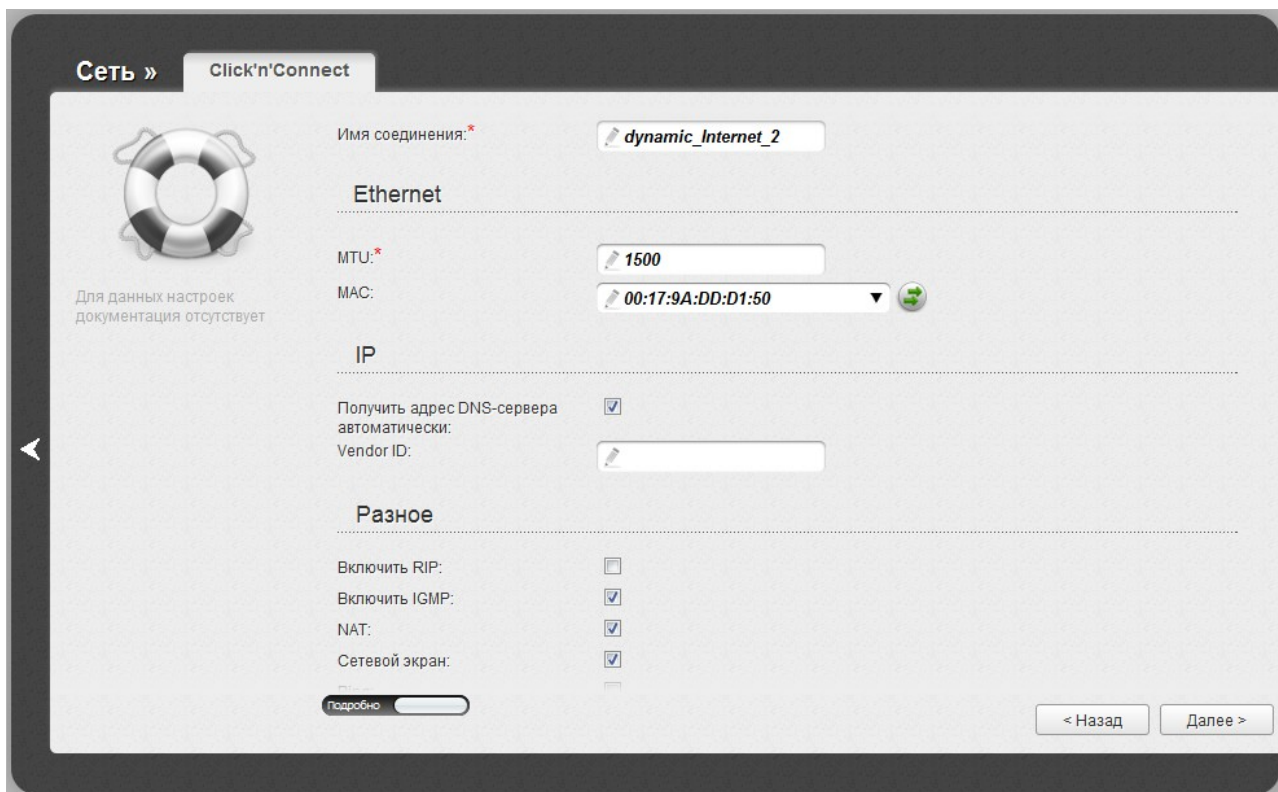 Сеть »
Click'n'Connect
Для данных настроек
документация отсутствует
Имя соединения:*
dynamic_Internet_2
Ethernet
MTU:*
1500
MAC:
00:17:9A:DD:D1:50
IP
Получить адрес DNS-сервера
автоматически:
Vendor ID:
Разное
Включить RIP:
Включить IGMP:
NAT:
Сетевой экран:
Подробно
< Назад
Далее >